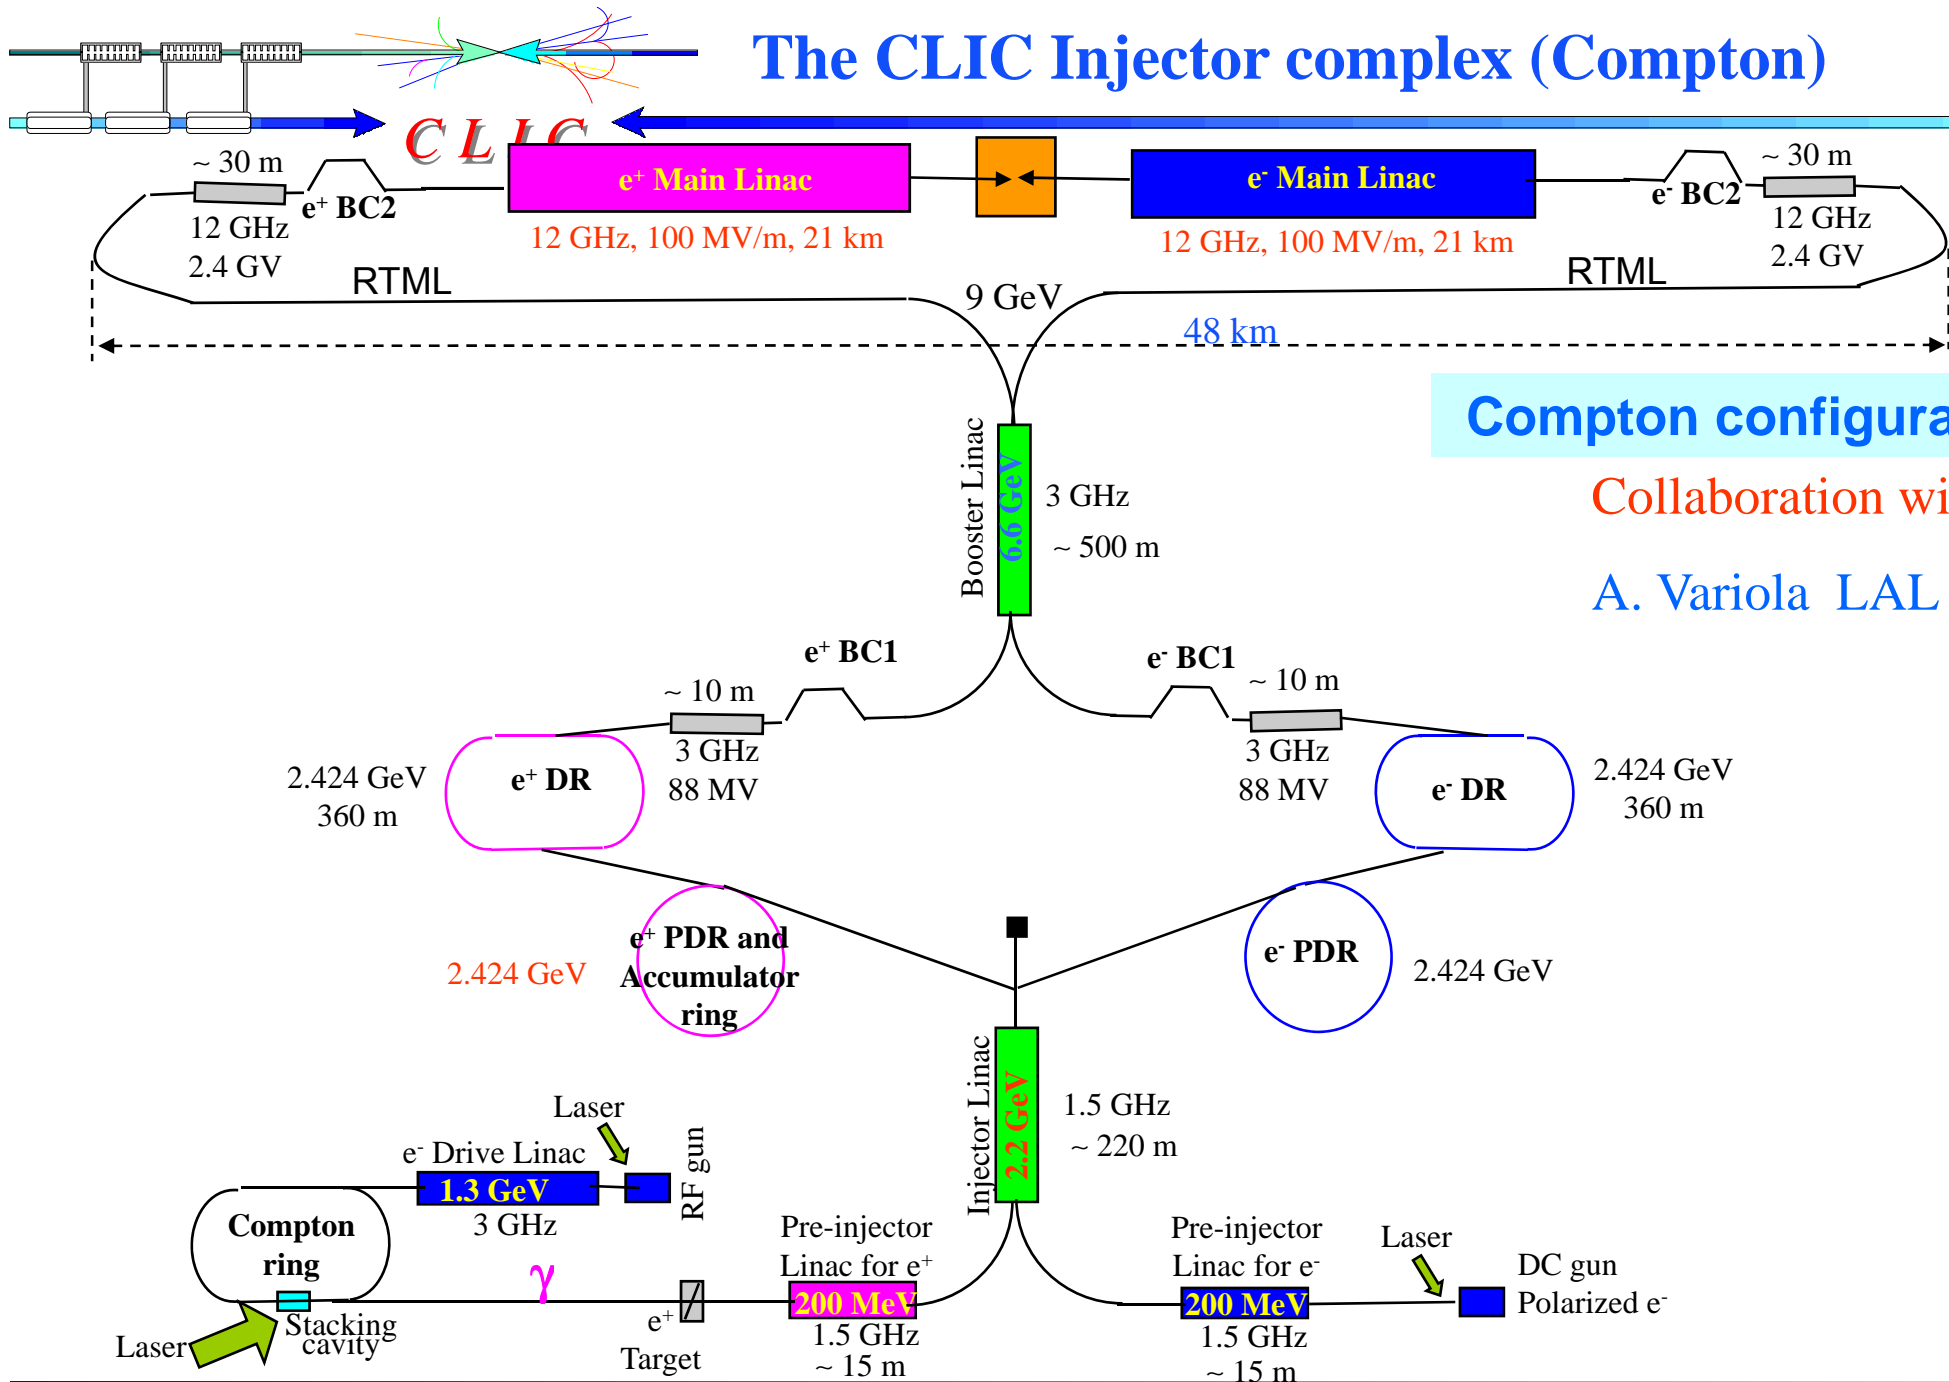 The CLIC Injector complex (Compton)
C L I C
~ 30 m
e⁺ BC2
12 GHz
2.4 GV
e⁺ Main Linac
12 GHz, 100 MV/m, 21 km
e⁻ Main Linac
12 GHz, 100 MV/m, 21 km
~ 30 m
e⁻ BC2
12 GHz
2.4 GV
RTML
9 GeV
RTML
48 km
Compton configura
Collaboration wi
A. Variola LAL
Booster Linac
6.6 GeV
3 GHz
~ 500 m
e⁺ BC1
~ 10 m
3 GHz
88 MV
e⁻ BC1
~ 10 m
3 GHz
88 MV
2.424 GeV
360 m
e⁺ DR
e⁻ DR
2.424 GeV
360 m
e⁺ PDR and
Accumulator
ring
2.424 GeV
e⁻ PDR
2.424 GeV
Injector Linac
2.2 GeV
1.5 GHz
~ 220 m
Laser
e⁻ Drive Linac
1.3 GeV
3 GHz
RF gun
Compton
ring
γ
Stacking
cavity
Laser
e⁺
Target
Pre-injector
Linac for e⁺
200 MeV
1.5 GHz
~ 15 m
Pre-injector
Linac for e⁻
200 MeV
1.5 GHz
~ 15 m
Laser
DC gun
Polarized e⁻